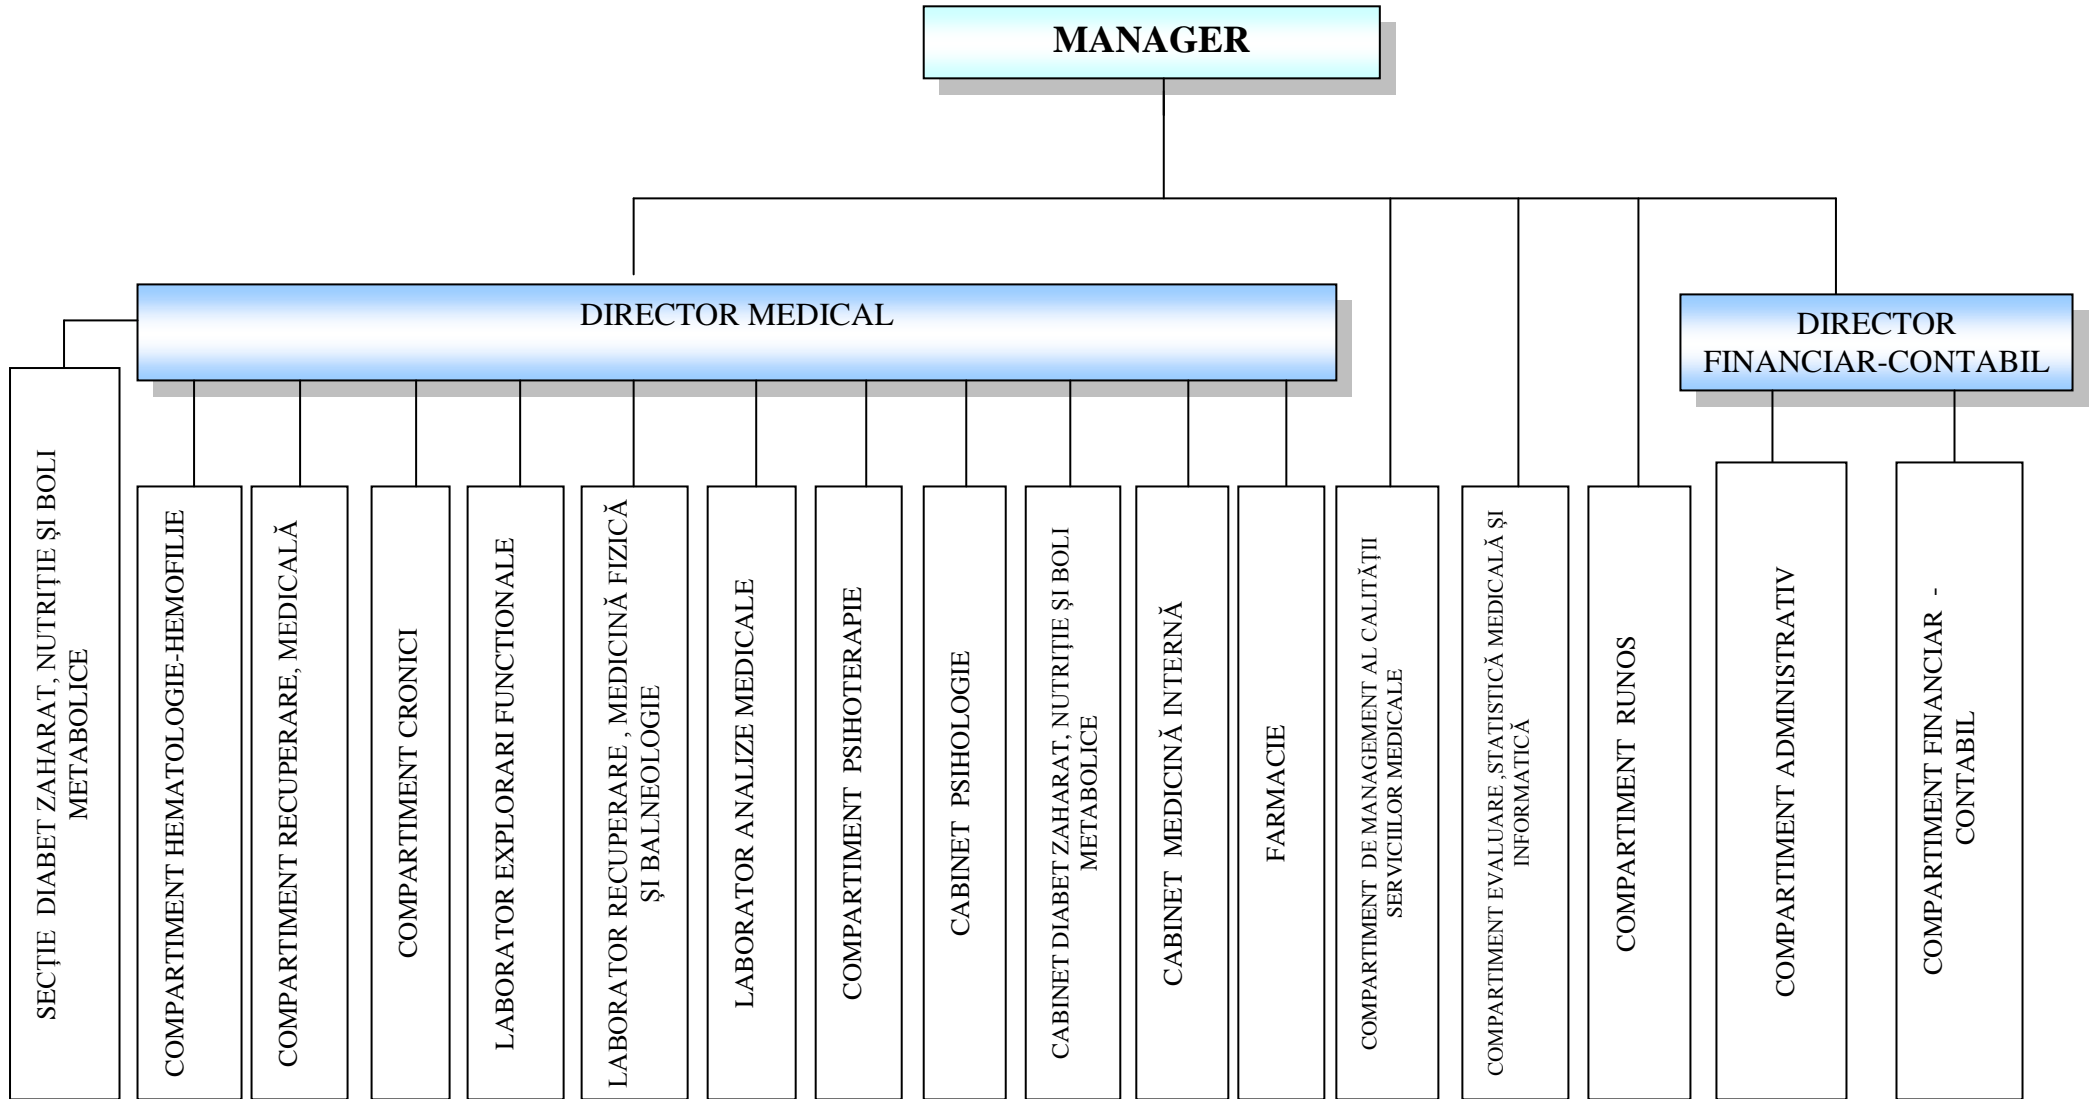 MANAGER
DIRECTOR MEDICAL
DIRECTOR
FINANCIAR-CONTABIL
SECȚIE DIABET ZAHARAT, NUTRIȚIE ȘI BOLI
METABOLICE
COMPARTIMENT HEMATOLOGIE-HEMOFILIE
COMPARTIMENT RECUPERARE, MEDICALĂ
COMPARTIMENT CRONICI
LABORATOR EXPLORARI FUNCTIONALE
LABORATOR RECUPERARE , MEDICINĂ FIZICĂ
ȘI BALNEOLOGIE
LABORATOR ANALIZE MEDICALE
COMPARTIMENT PSIHOTERAPIE
CABINET PSIHOLOGIE
CABINET DIABET ZAHARAT, NUTRIȚIE ȘI BOLI
METABOLICE
CABINET MEDICINĂ INTERNĂ
FARMACIE
COMPARTIMENT DE MANAGEMENT AL CALITĂȚII
SERVICIILOR MEDICALE
COMPARTIMENT EVALUARE ,STATISTICĂ MEDICALĂ ȘI
INFORMATICĂ
COMPARTIMENT RUNOS
COMPARTIMENT ADMINISTRATIV
COMPARTIMENT FINANCIAR -
CONTABIL